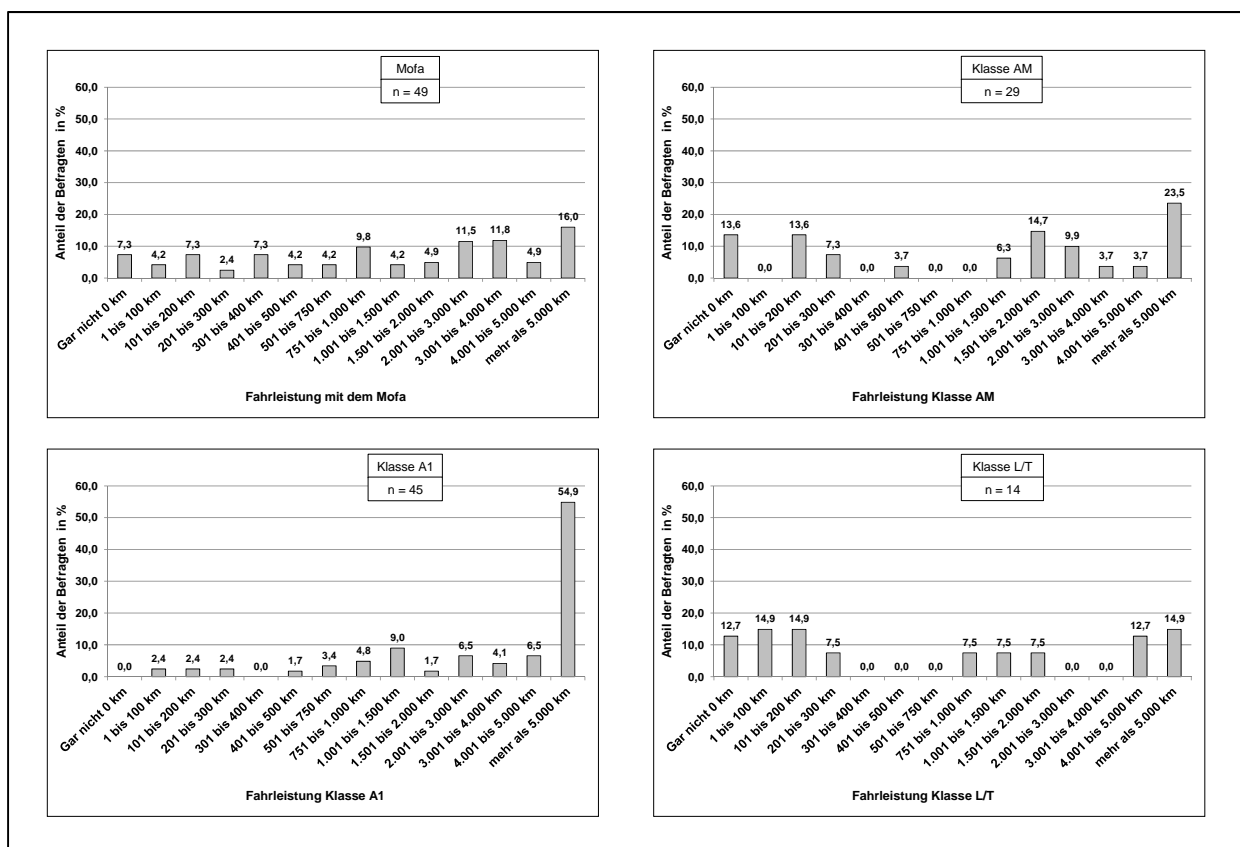 Mofa
n = 49
Anteil der Befragten in %
60,0
50,0
40,0
30,0
20,0
10,0
0,0
7,3
4,2
7,3
2,4
7,3
4,2
4,2
9,8
4,2
4,9
11,5
11,8
4,9
16,0
Gar nicht 0 km
1 bis 100 km
101 bis 200 km
201 bis 300 km
301 bis 400 km
401 bis 500 km
501 bis 750 km
751 bis 1.000 km
1.001 bis 1.500 km
1.501 bis 2.000 km
2.001 bis 3.000 km
3.001 bis 4.000 km
4.001 bis 5.000 km
mehr als 5.000 km
Fahrleistung mit dem Mofa
Klasse AM
n = 29
Anteil der Befragten in %
60,0
50,0
40,0
30,0
20,0
10,0
0,0
13,6
0,0
13,6
7,3
0,0
3,7
0,0
0,0
6,3
14,7
9,9
3,7
3,7
23,5
Gar nicht 0 km
1 bis 100 km
101 bis 200 km
201 bis 300 km
301 bis 400 km
401 bis 500 km
501 bis 750 km
751 bis 1.000 km
1.001 bis 1.500 km
1.501 bis 2.000 km
2.001 bis 3.000 km
3.001 bis 4.000 km
4.001 bis 5.000 km
mehr als 5.000 km
Fahrleistung Klasse AM
Klasse A1
n = 45
Anteil der Befragten in %
60,0
50,0
40,0
30,0
20,0
10,0
0,0
0,0
2,4
2,4
2,4
0,0
1,7
3,4
4,8
9,0
1,7
6,5
4,1
6,5
54,9
Gar nicht 0 km
1 bis 100 km
101 bis 200 km
201 bis 300 km
301 bis 400 km
401 bis 500 km
501 bis 750 km
751 bis 1.000 km
1.001 bis 1.500 km
1.501 bis 2.000 km
2.001 bis 3.000 km
3.001 bis 4.000 km
4.001 bis 5.000 km
mehr als 5.000 km
Fahrleistung Klasse A1
Klasse L/T
n = 14
Anteil der Befragten in %
60,0
50,0
40,0
30,0
20,0
10,0
0,0
12,7
14,9
14,9
7,5
0,0
0,0
0,0
7,5
7,5
7,5
0,0
0,0
12,7
14,9
Gar nicht 0 km
1 bis 100 km
101 bis 200 km
201 bis 300 km
301 bis 400 km
401 bis 500 km
501 bis 750 km
751 bis 1.000 km
1.001 bis 1.500 km
1.501 bis 2.000 km
2.001 bis 3.000 km
3.001 bis 4.000 km
4.001 bis 5.000 km
mehr als 5.000 km
Fahrleistung Klasse L/T